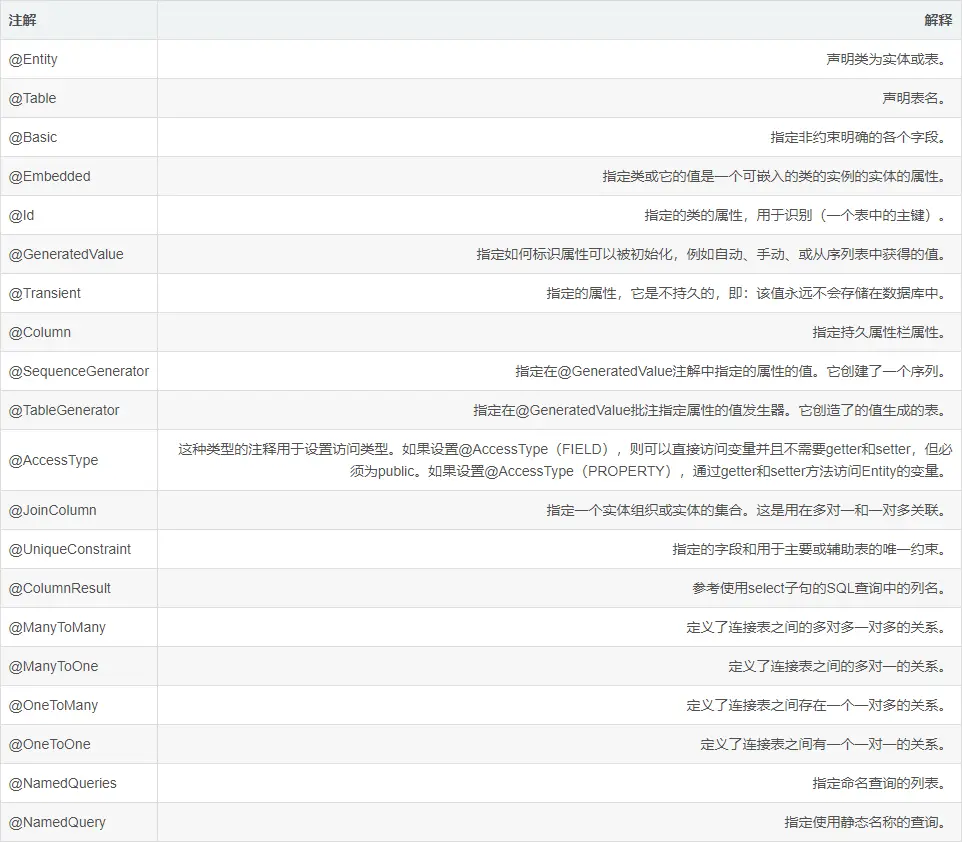 注解 解释
@Entity 声明类为实体或表。
@Table 声明表名。
@Basic 指定非约束明确的各个字段。
@Embedded 指定类或它的值是一个可嵌入的类的实例的实体的属性。
@Id 指定的类的属性，用于识别（一个表中的主键）。
@GeneratedValue 指定如何标识属性可以被初始化，例如自动、手动、或从序列表中获得的值。
@Transient 指定的属性，它是不持久的，即：该值永远不会存储在数据库中。
@Column 指定持久属性栏属性。
@SequenceGenerator 指定在@GeneratedValue注解中指定的属性的值。它创建了一个序列。
@TableGenerator 指定在@GeneratedValue批注指定属性的值发生器。它创造了的值生成的表。
@AccessType 这种类型的注释用于设置访问类型。如果设置@AccessType（FIELD），则可以直接访问变量并且不需要getter和setter，但必
须为public。如果设置@AccessType（PROPERTY），通过getter和setter方法访问Entity的变量。
@JoinColumn 指定一个实体组织或实体的集合。这是用在多对一和一对多关联。
@UniqueConstraint 指定的字段和用于主要或辅助表的唯一约束。
@ColumnResult 参考使用select子句的SQL查询中的列名。
@ManyToMany 定义了连接表之间的多对多一对多的关系。
@ManyToOne 定义了连接表之间的多对一的关系。
@OneToMany 定义了连接表之间存在一个一对多的关系。
@OneToOne 定义了连接表之间有一个一对一的关系。
@NamedQueries 指定命名查询的列表。
@NamedQuery 指定使用静态名称的查询。